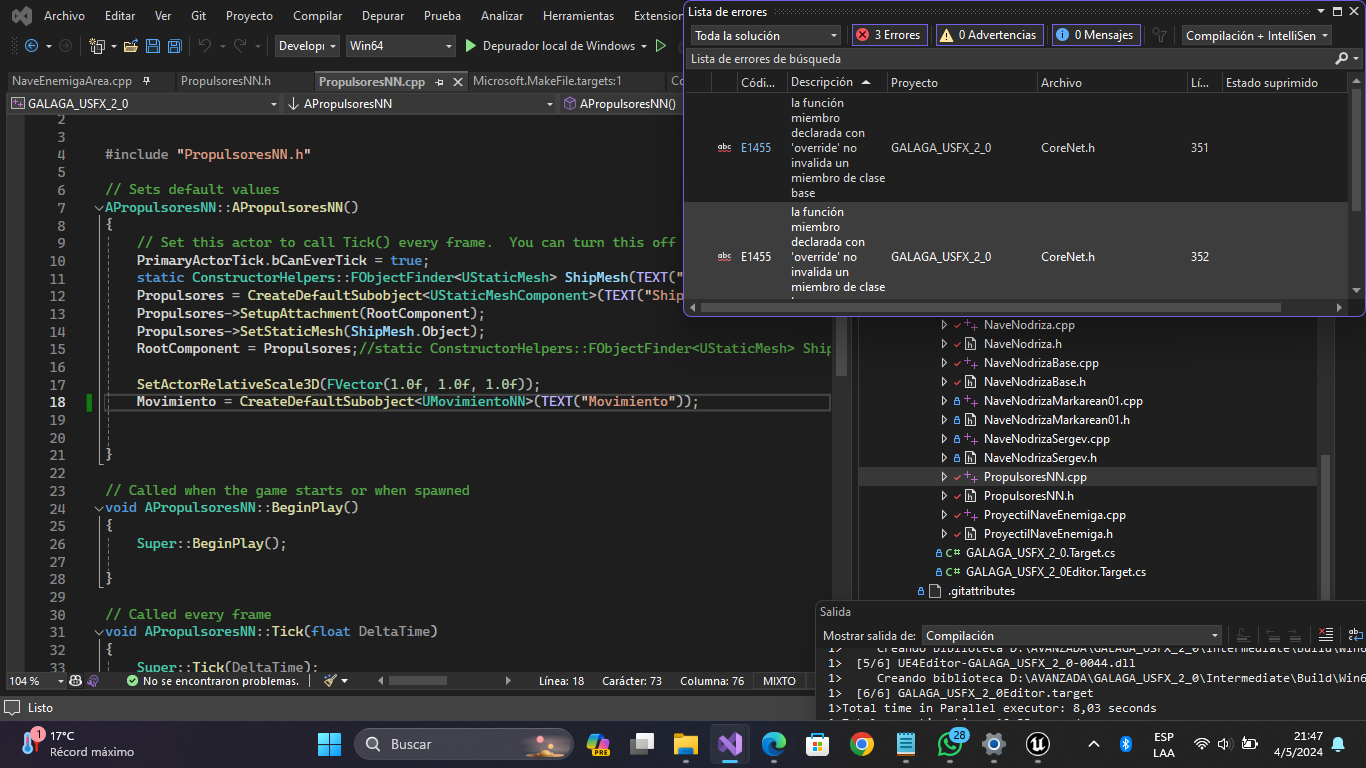 Archivo Editar Ver Git Proyecto Compilar Depurar Prueba Analizar Herramientas Extension
Develop Win64 Depurador local de Windows
NaveEnemigaArea.cpp PropulsoresNN.h PropulsoresNN.cpp Microsoft.MakeFile.targets:1 Co
GALAGA_USFX_2_0 APropulsoresNN APropulsoresNN()
2
3
4 #include "PropulsoresNN.h"
5
6 // Sets default values
7 APropulsoresNN::APropulsoresNN()
8 {
9 // Set this actor to call Tick() every frame. You can turn this off
10 PrimaryActorTick.bCanEverTick = true;
11 static ConstructorHelpers::FObjectFinder<UStaticMesh> ShipMesh(TEXT("
12 Propulsores = CreateDefaultSubobject<UStaticMeshComponent>(TEXT("Ship
13 Propulsores->SetupAttachment(RootComponent);
14 Propulsores->SetStaticMesh(ShipMesh.Object);
15 RootComponent = Propulsores;//static ConstructorHelpers::FObjectFinder<UStaticMesh> Ship
16
17 SetActorRelativeScale3D(FVector(1.0f, 1.0f, 1.0f));
18 Movimiento = CreateDefaultSubobject<UMovimientoNN>(TEXT("Movimiento"));
19
20
21 }
22
23 // Called when the game starts or when spawned
24 void APropulsoresNN::BeginPlay()
25 {
26 Super::BeginPlay();
27
28 }
29
30 // Called every frame
31 void APropulsoresNN::Tick(float DeltaTime)
32 {
33 Super::Tick(DeltaTime);
104 % No se encontraron problemas. Línea: 18 Carácter: 73 Columna: 76 MIXTO
Listo
Lista de errores
Toda la solución 3 Errores 0 Advertencias 0 Mensajes Compilación + IntelliSen
Lista de errores de búsqueda
Códi... Descripción Proyecto Archivo Lí... Estado suprimido
abc E1455 la función
miembro
declarada con
'override' no
invalida un
miembro de clase
base
GALAGA_USFX_2_0 CoreNet.h 351
abc E1455 la función
miembro
declarada con
'override' no
invalida un
miembro de clase
GALAGA_USFX_2_0 CoreNet.h 352
NaveNodriza.cpp
NaveNodriza.h
NaveNodrizaBase.cpp
NaveNodrizaBase.h
NaveNodrizaMarkarean01.cpp
NaveNodrizaMarkarean01.h
NaveNodrizaSergev.cpp
NaveNodrizaSergev.h
PropulsoresNN.cpp
PropulsoresNN.h
ProyectilNaveEnemiga.cpp
ProyectilNaveEnemiga.h
C# GALAGA_USFX_2_0.Target.cs
C# GALAGA_USFX_2_0Editor.Target.cs
.gitattributes
Salida
Mostrar salida de: Compilación
1> Creando biblioteca D:\AVANZADA\GALAGA_USFX_2_0\Intermediate\Build\Win6
1> [5/6] UE4Editor-GALAGA_USFX_2_0-0044.dll
1> Creando biblioteca D:\AVANZADA\GALAGA_USFX_2_0\Intermediate\Build\Win6
1> [6/6] GALAGA_USFX_2_0Editor.target
1>Total time in Parallel executor: 8,03 seconds
1 17°C
Récord máximo
Buscar
PRE
28
ESP
LAA
21:47
4/5/2024